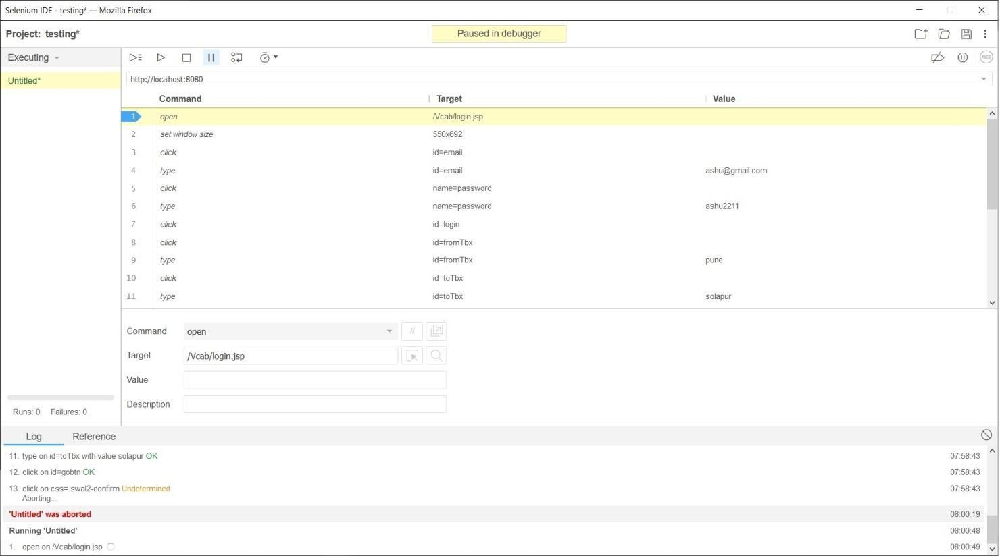 Selenium IDE - testing* — Mozilla Firefox
Project: testing*
Paused in debugger
Executing
REC
Untitled*
http://localhost:8080
Command Target Value
1 open /Vcab/login.jsp
2 set window size 550x692
3 click id=email
4 type id=email ashu@gmail.com
5 click name=password
6 type name=password ashu2211
7 click id=login
8 click id=fromTbx
9 type id=fromTbx pune
10 click id=toTbx
11 type id=toTbx solapur
Command open //
Target /Vcab/login.jsp
Value
Description
Runs: 0 Failures: 0
Log Reference
11. type on id=toTbx with value solapur OK 07:58:43
12. click on id=gobtn OK 07:58:43
13. click on css=.swal2-confirm Undetermined 07:58:43
Aborting...
'Untitled' was aborted 08:00:19
Running 'Untitled' 08:00:48
1. open on /Vcab/login.jsp 08:00:49